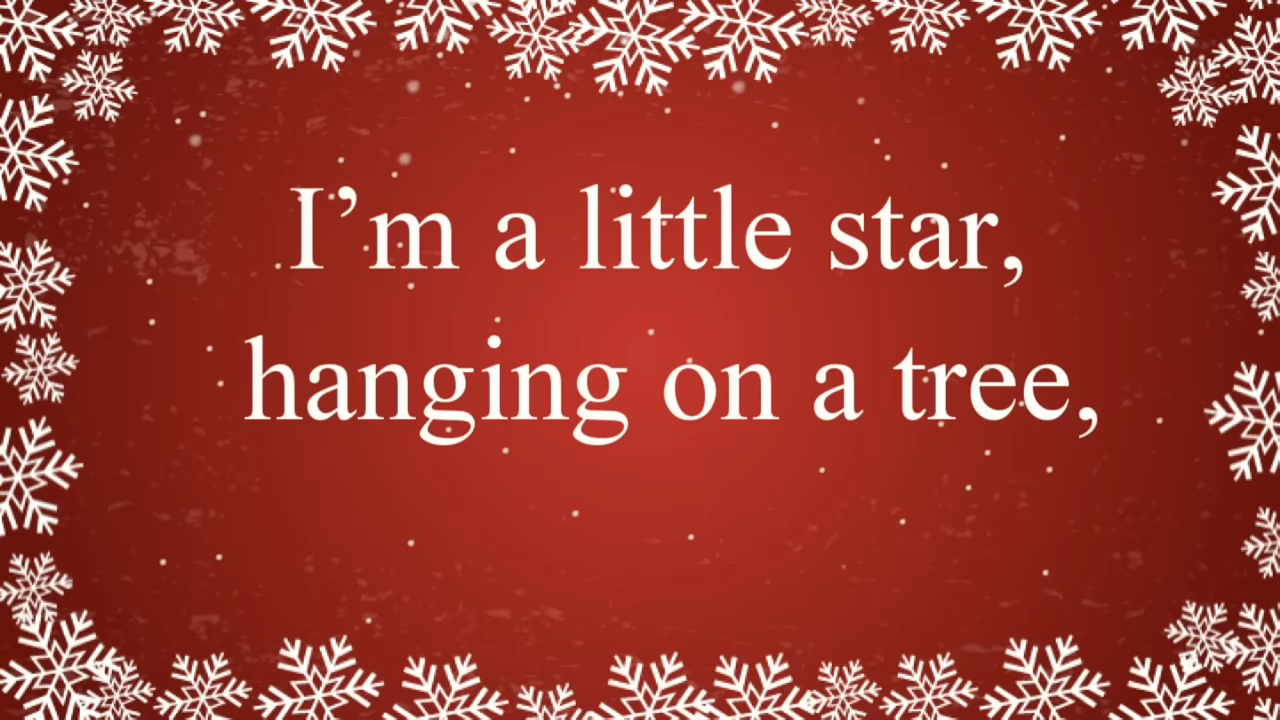 I’m a little star,
hanging on a tree,